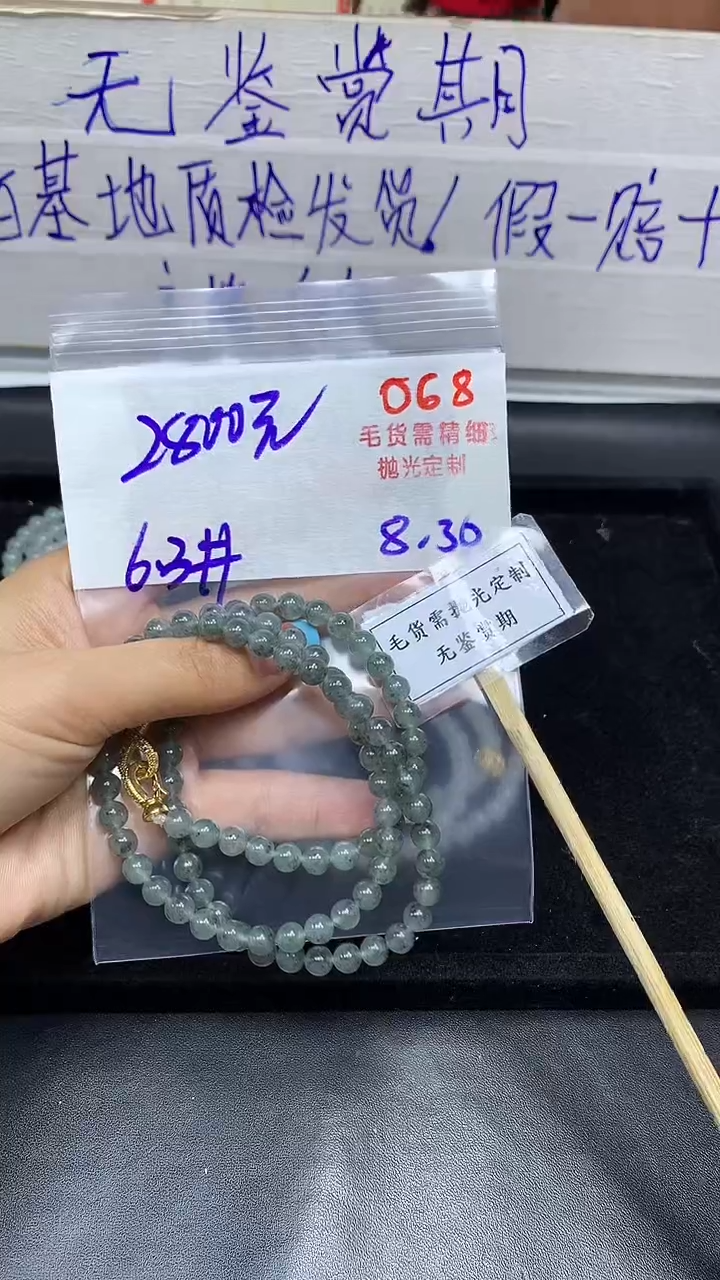 无鉴赏期
基地质检发货！假一赔十
2800元
068
毛货需精细
抛光定制
63#
8.30
毛货需抛光定制
无鉴赏期